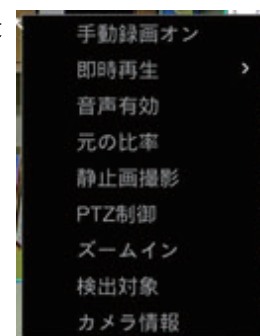 手動録画オン
即時再生 >
音声有効
元の比率
静止画撮影
PTZ制御
ズームイン
検出対象
カメラ情報